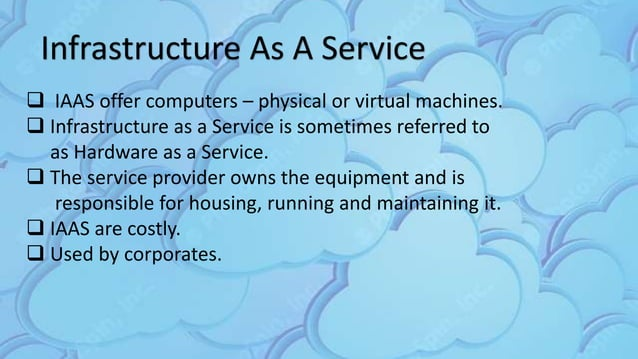 Infrastructure As A Service
❑ IAAS offer computers – physical or virtual machines.
❑ Infrastructure as a Service is sometimes referred to
as Hardware as a Service.
❑ The service provider owns the equipment and is
responsible for housing, running and maintaining it.
❑ IAAS are costly.
❑ Used by corporates.